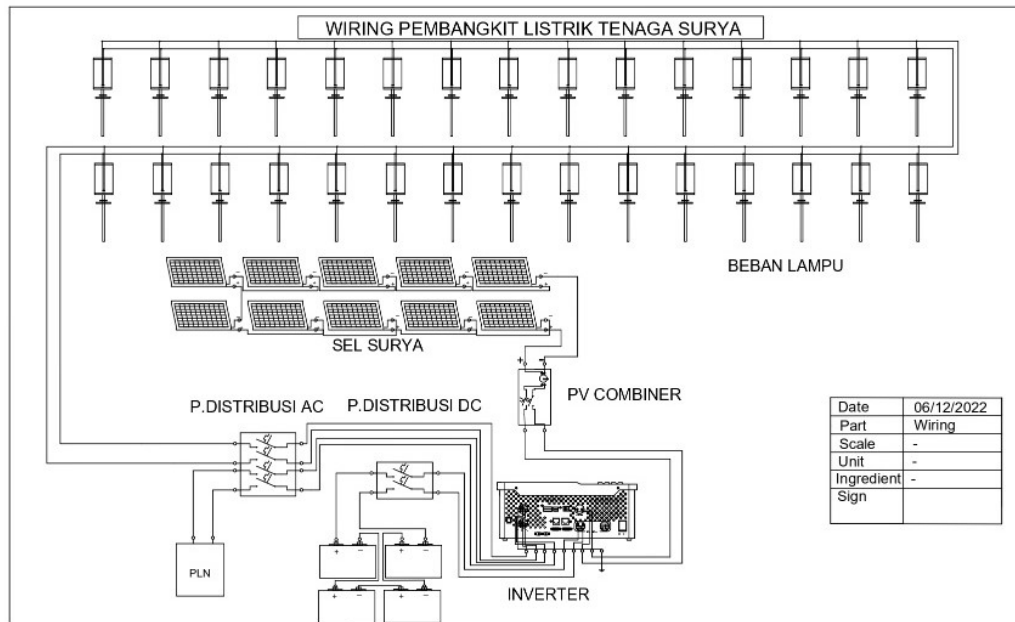 WIRING PEMBANGKIT LISTRIK TENAGA SURYA
BEBAN LAMPU
SEL SURYA
+ -
PV COMBINER
P.DISTRIBUSI AC
P.DISTRIBUSI DC
Date 06/12/2022
Part Wiring
Scale -
Unit -
Ingredient -
Sign
+ - + -
PLN
INVERTER